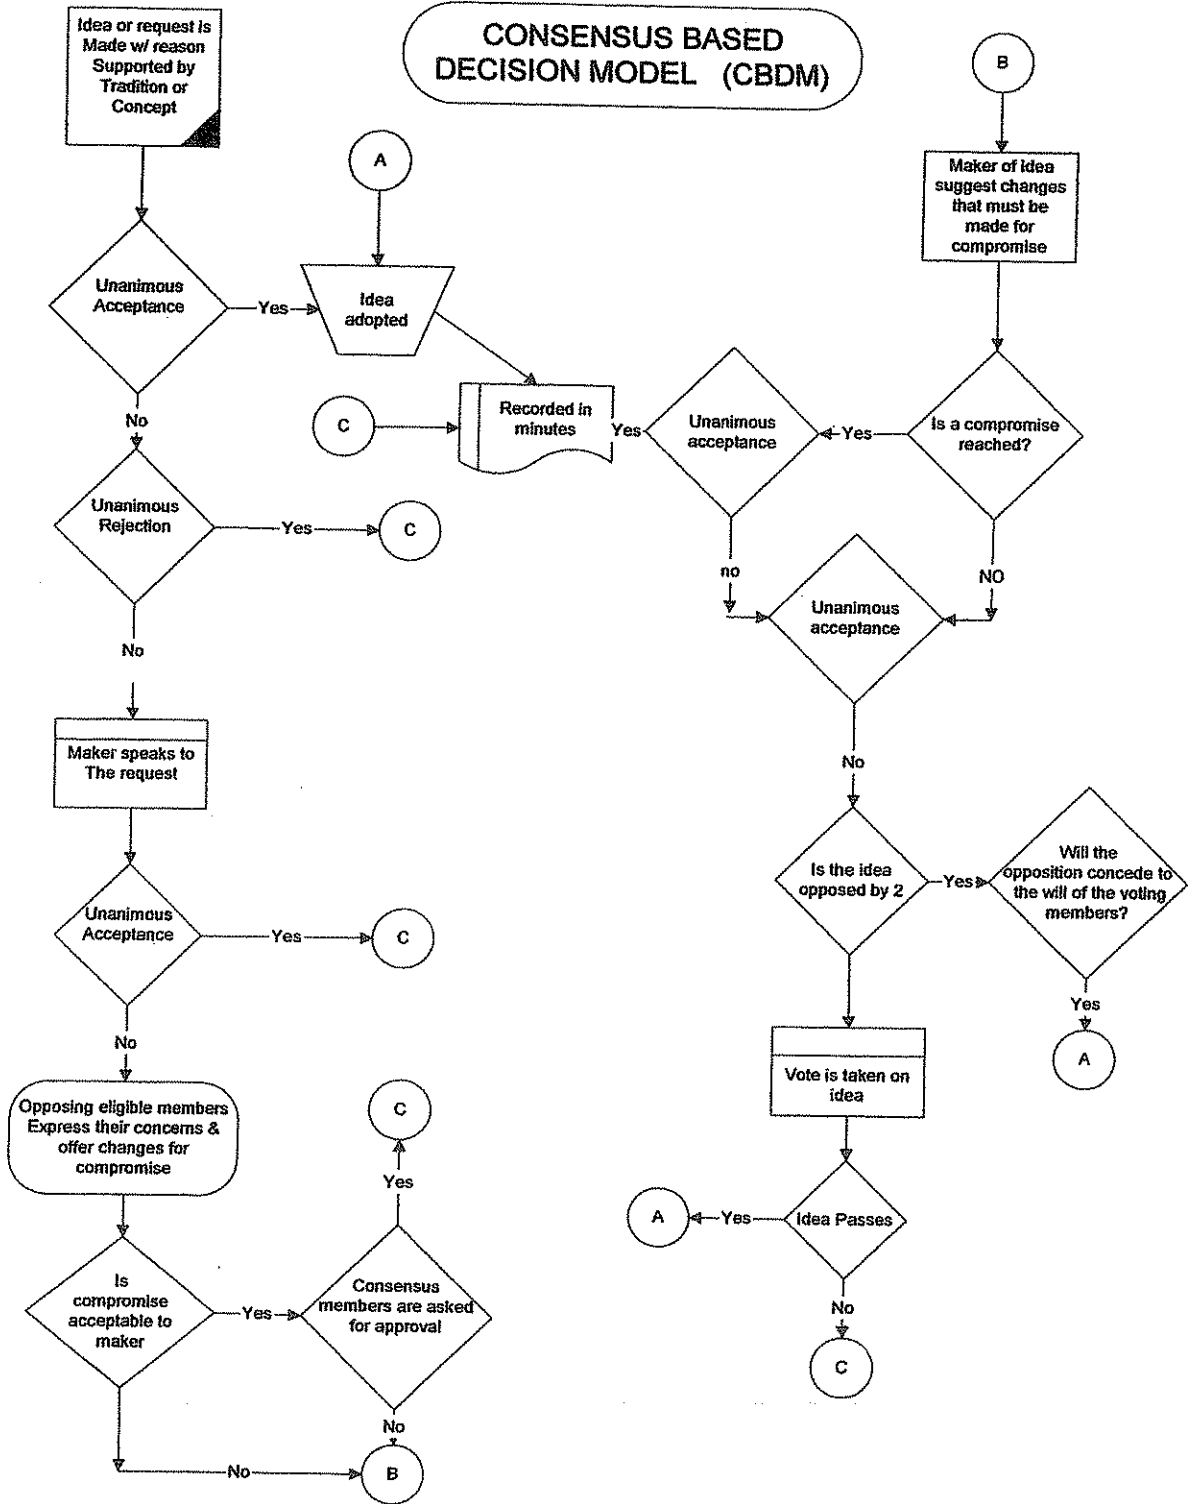 CONSENSUS BASED
DECISION MODEL (CBDM)
Idea or request is
Made w/ reason
Supported by
Tradition or
Concept
Unanimous
Acceptance
Yes
A
Idea
adopted
No
C
Recorded in
minutes
Unanimous
Rejection
Yes
C
No
Maker speaks to
The request
Unanimous
Acceptance
Yes
C
No
Opposing eligible members
Express their concerns &
offer changes for
compromise
Is
compromise
acceptable to
maker
Yes
Consensus
members are asked
for approval
Yes
C
No
No
B
B
Maker of idea
suggest changes
that must be
made for
compromise
Is a compromise
reached?
Yes
Unanimous
acceptance
Yes
no
NO
Unanimous
acceptance
No
Is the idea
opposed by 2
Yes
Will the
opposition concede to
the will of the voting
members?
Yes
A
Vote is taken on
idea
Idea Passes
Yes
A
No
C